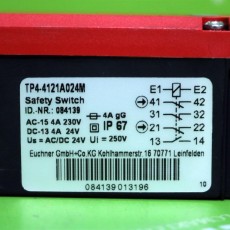 TP4-4121A024M
Safety Switch
ID.-NR.: 084139
AC-15 4A 230V 4A gG
DC-13 4A 24V IP 67
Us = AC/DC 24V Ui = 250V
Euchner GmbH+Co.KG Kohlhammerstr.16 70771 Leinfelden
E1 E2
41 42
31 32
21 22
13 14
084139 013196
10